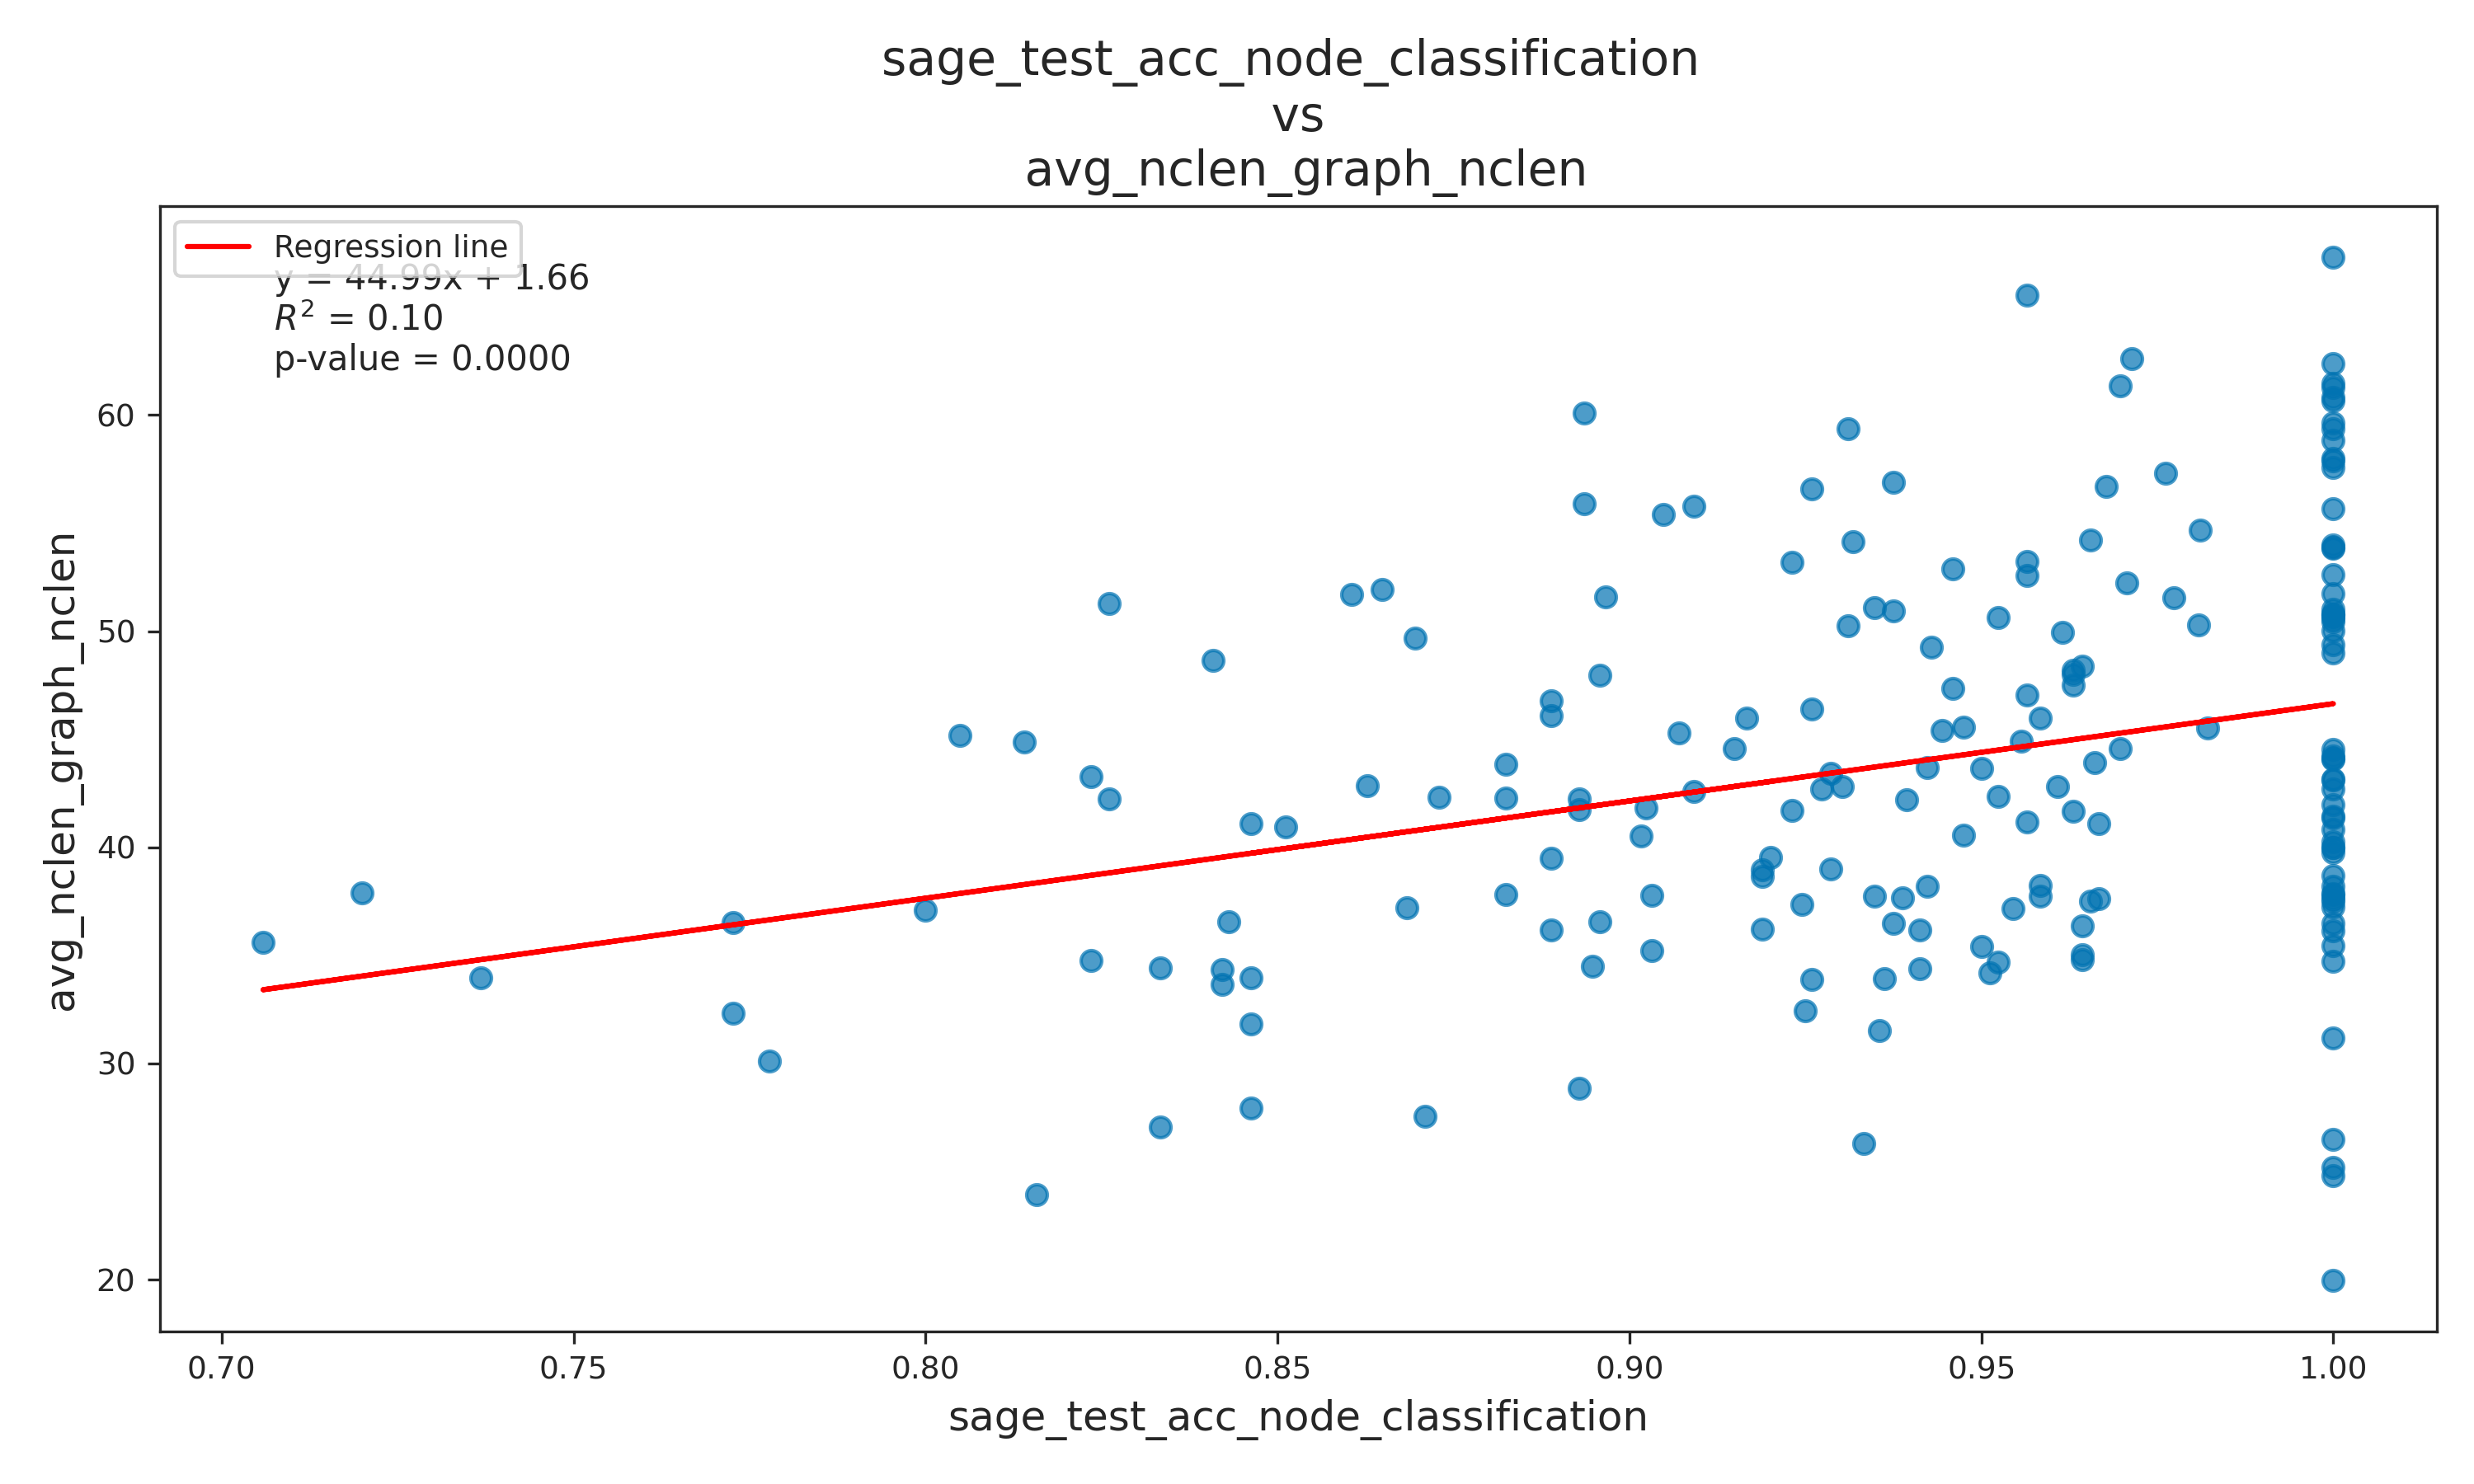 sage_test_acc_node_classification
vs
avg_nclen_graph_nclen
Regression line
y = 44.99x + 1.66
R² = 0.10
p-value = 0.0000
avg_nclen_graph_nclen
60
50
40
30
20
0.70 0.75 0.80 0.85 0.90 0.95 1.00
sage_test_acc_node_classification